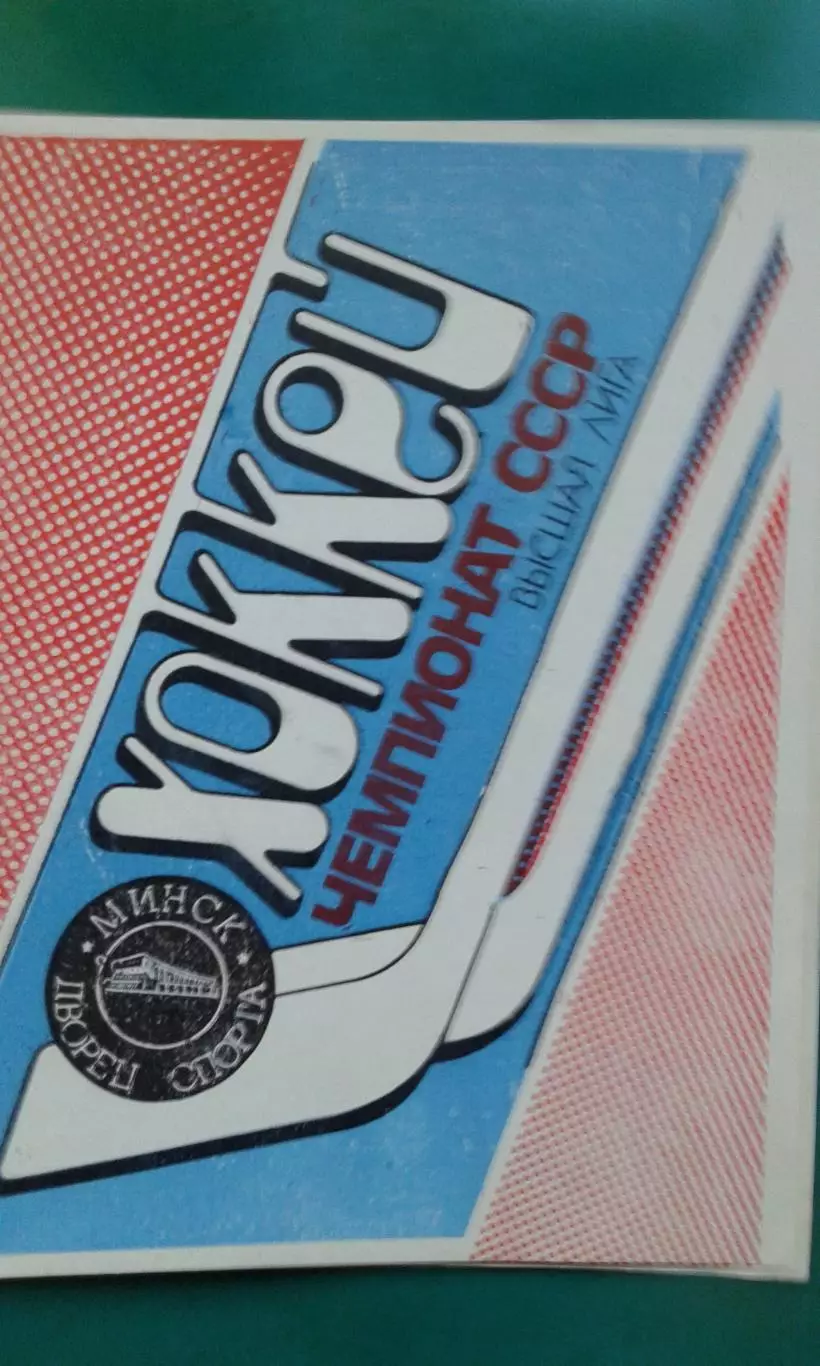 ХОККЕЙ
ЧЕМПИОНАТ СССР
ВЫСШАЯ ЛИГА
МИНСК
ДВОРЕЦ СПОРТА